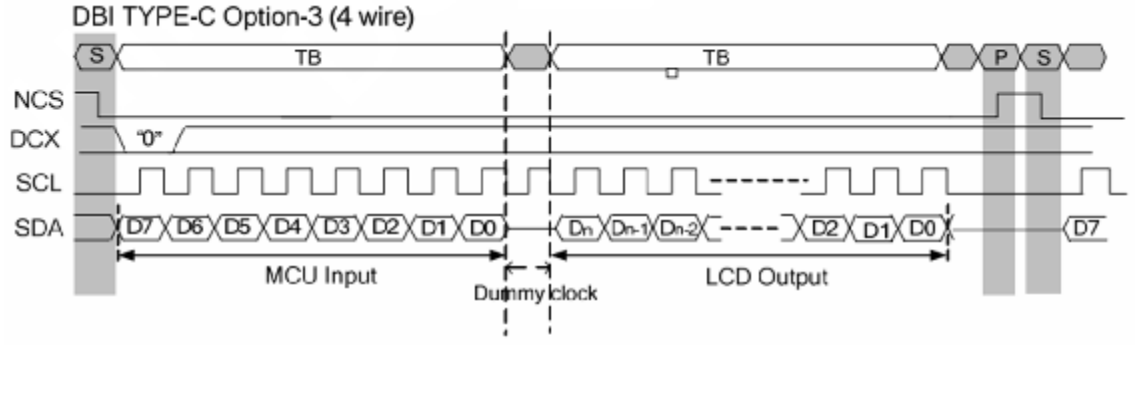 DBI TYPE-C Option-3 (4 wire)
S TB TB P S
NCS
DCX "0"
SCL
SDA D7 D6 D5 D4 D3 D2 D1 D0 Dn Dn-1 Dn-2 D2 D1 D0 D7
MCU Input LCD Output
Dummy clock